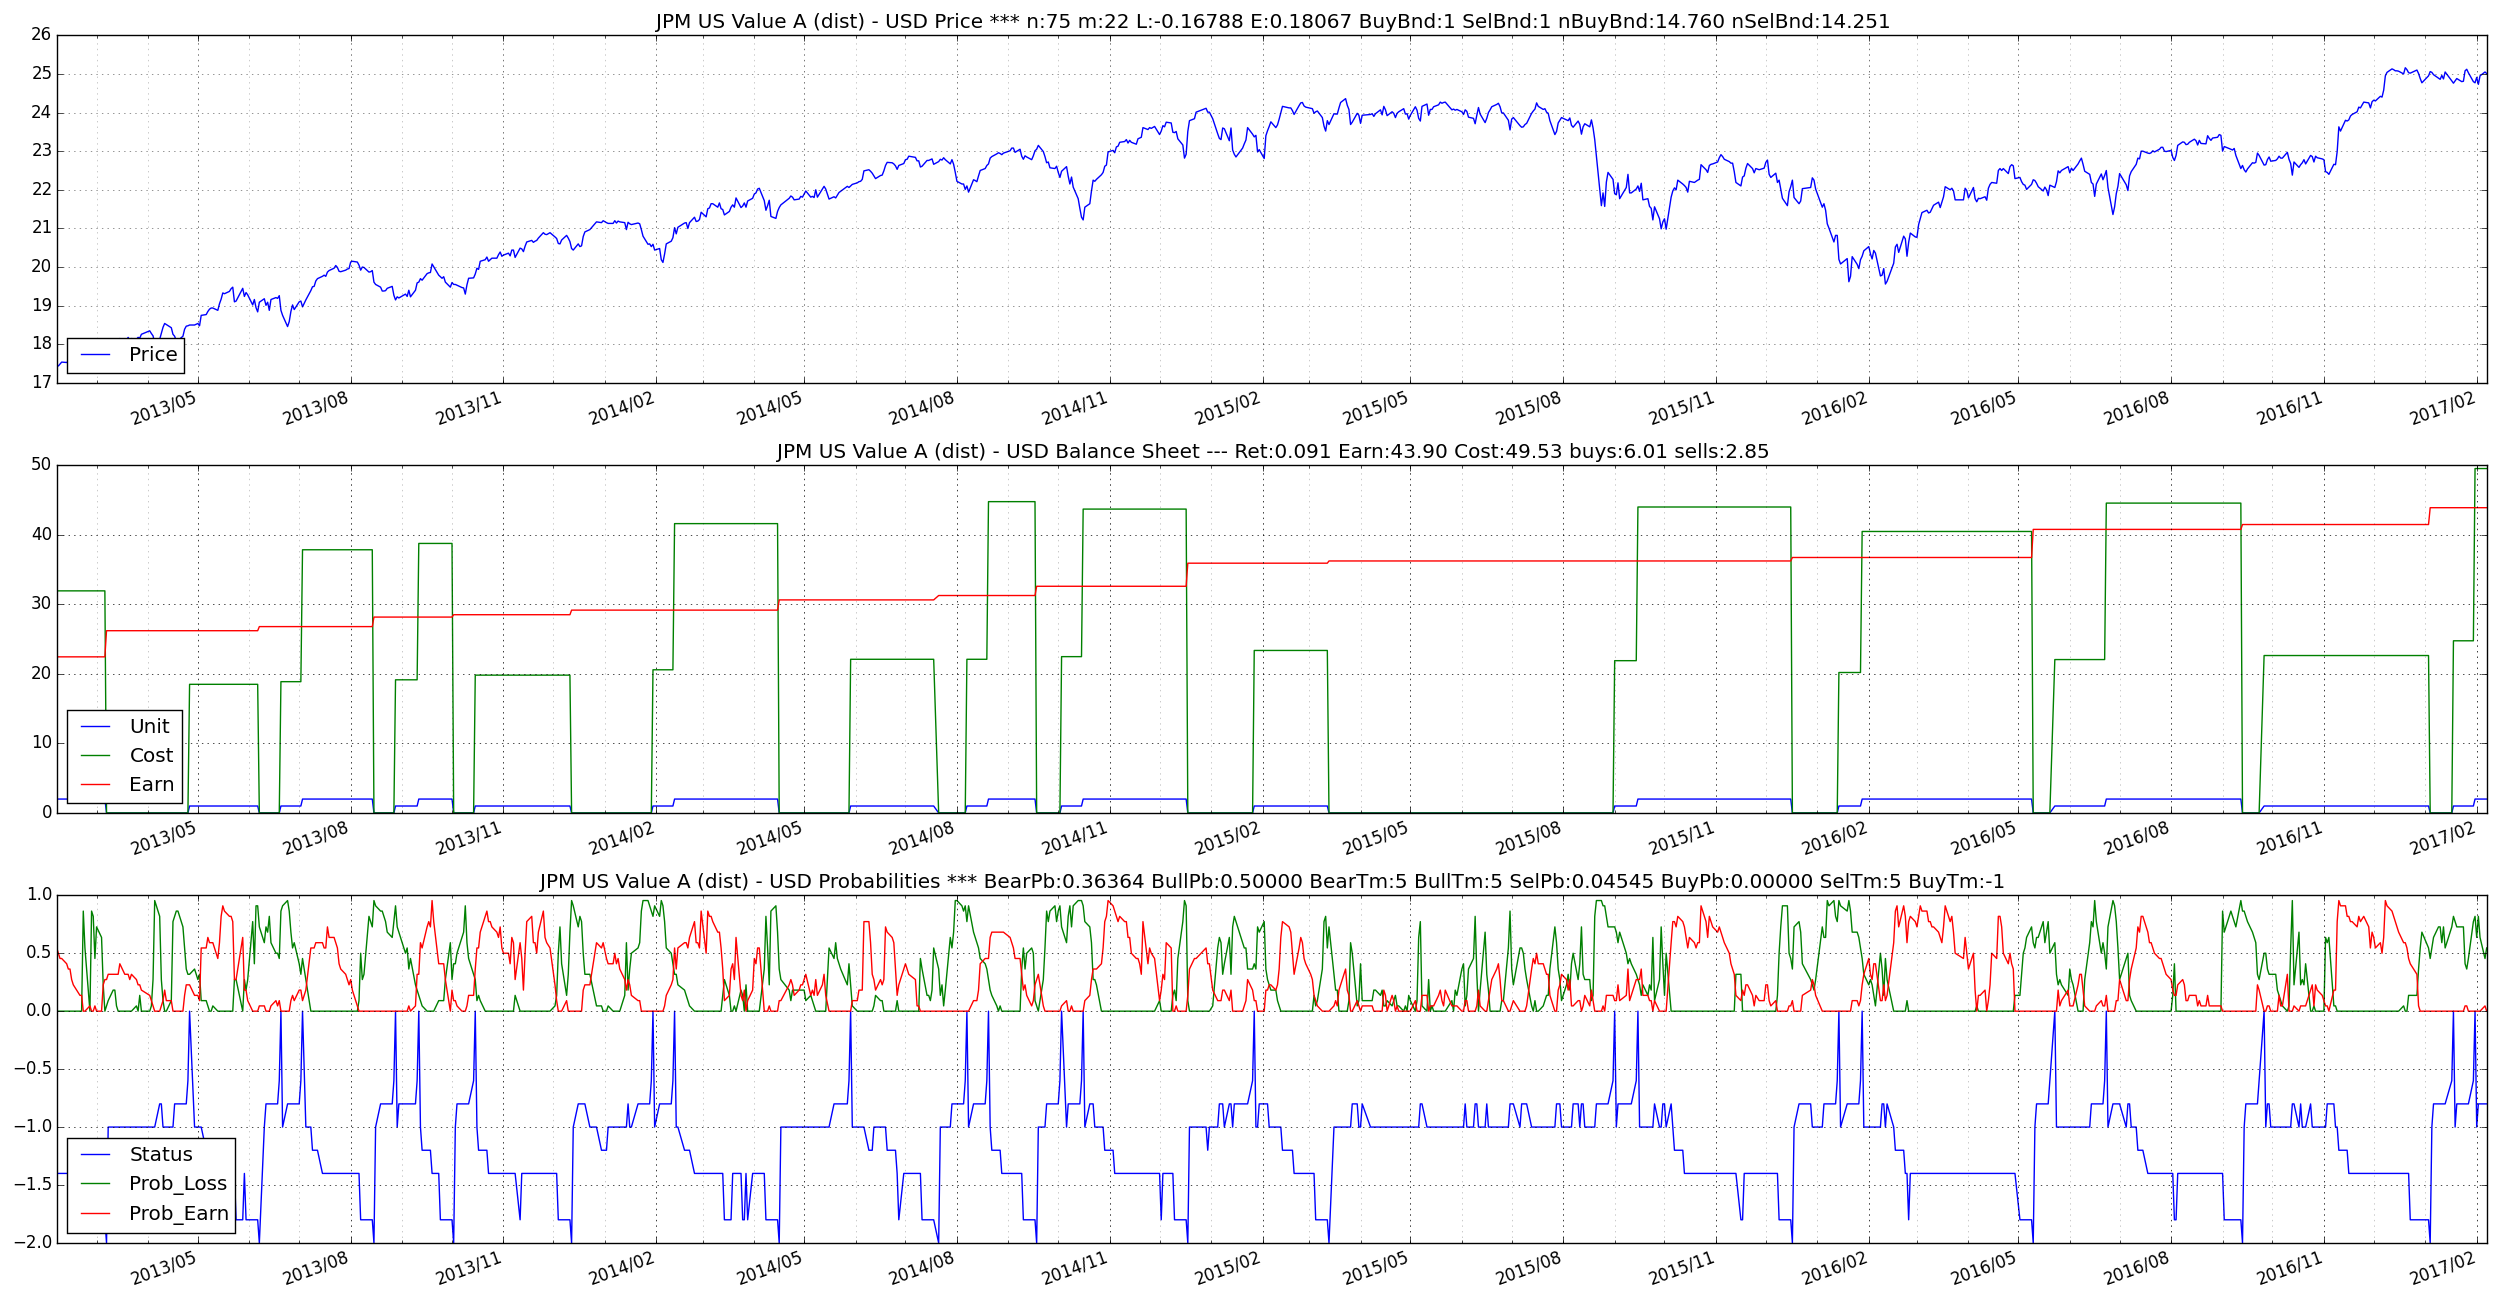 JPM US Value A (dist) - USD Price *** n:75 m:22 L:-0.16788 E:0.18067 BuyBnd:1 SelBnd:1 nBuyBnd:14.760 nSelBnd:14.251
26
25
24
23
22
21
20
19
18
17
Price
2013/05 2013/08 2013/11 2014/02 2014/05 2014/08 2014/11 2015/02 2015/05 2015/08 2015/11 2016/02 2016/05 2016/08 2016/11 2017/02
JPM US Value A (dist) - USD Balance Sheet --- Ret:0.091 Earn:43.90 Cost:49.53 buys:6.01 sells:2.85
50
40
30
20
10
0
Unit
Cost
Earn
2013/05 2013/08 2013/11 2014/02 2014/05 2014/08 2014/11 2015/02 2015/05 2015/08 2015/11 2016/02 2016/05 2016/08 2016/11 2017/02
JPM US Value A (dist) - USD Probabilities *** BearPb:0.36364 BullPb:0.50000 BearTm:5 BullTm:5 SelPb:0.04545 BuyPb:0.00000 SelTm:5 BuyTm:-1
1.0
0.5
0.0
−0.5
−1.0
−1.5
−2.0
Status
Prob_Loss
Prob_Earn
2013/05 2013/08 2013/11 2014/02 2014/05 2014/08 2014/11 2015/02 2015/05 2015/08 2015/11 2016/02 2016/05 2016/08 2016/11 2017/02